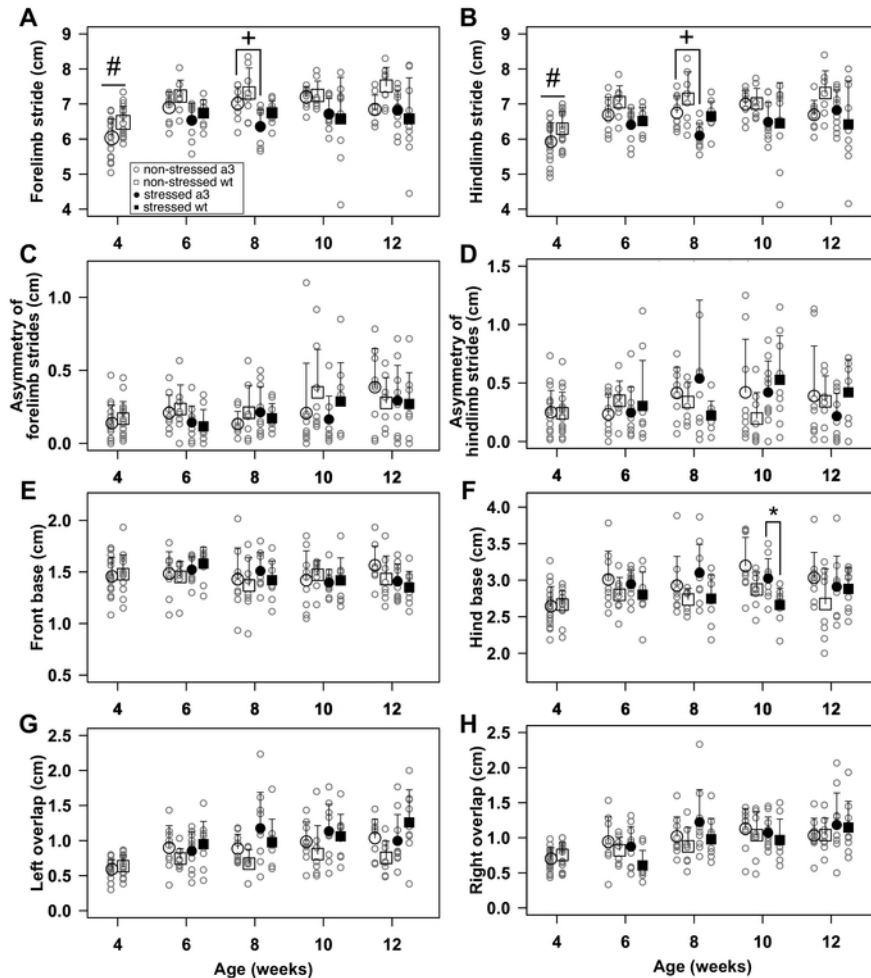 A
Forelimb stride (cm)
9
8
7
6
5
4
#
+
non-stressed a3
non-stressed wt
stressed a3
stressed wt
4 6 8 10 12
B
Hindlimb stride (cm)
9
8
7
6
5
4
#
+
4 6 8 10 12
C
Asymmetry of
forelimb strides (cm)
1.0
0.5
0.0
4 6 8 10 12
D
Asymmetry of
hindlimb strides (cm)
1.5
1.0
0.5
0.0
4 6 8 10 12
E
Front base (cm)
2.0
1.5
1.0
0.5
4 6 8 10 12
F
Hind base (cm)
4.0
3.5
3.0
2.5
2.0
*
4 6 8 10 12
G
Left overlap (cm)
2.5
2.0
1.5
1.0
0.5
0.0
4 6 8 10 12
Age (weeks)
H
Right overlap (cm)
2.5
2.0
1.5
1.0
0.5
0.0
4 6 8 10 12
Age (weeks)